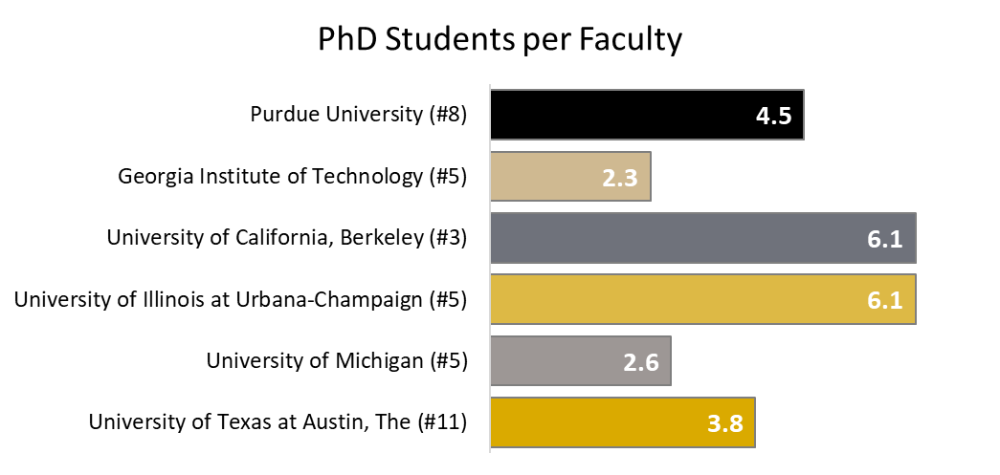 PhD Students per Faculty
Purdue University (#8) 4.5
Georgia Institute of Technology (#5) 2.3
University of California, Berkeley (#3) 6.1
University of Illinois at Urbana-Champaign (#5) 6.1
University of Michigan (#5) 2.6
University of Texas at Austin, The (#11) 3.8